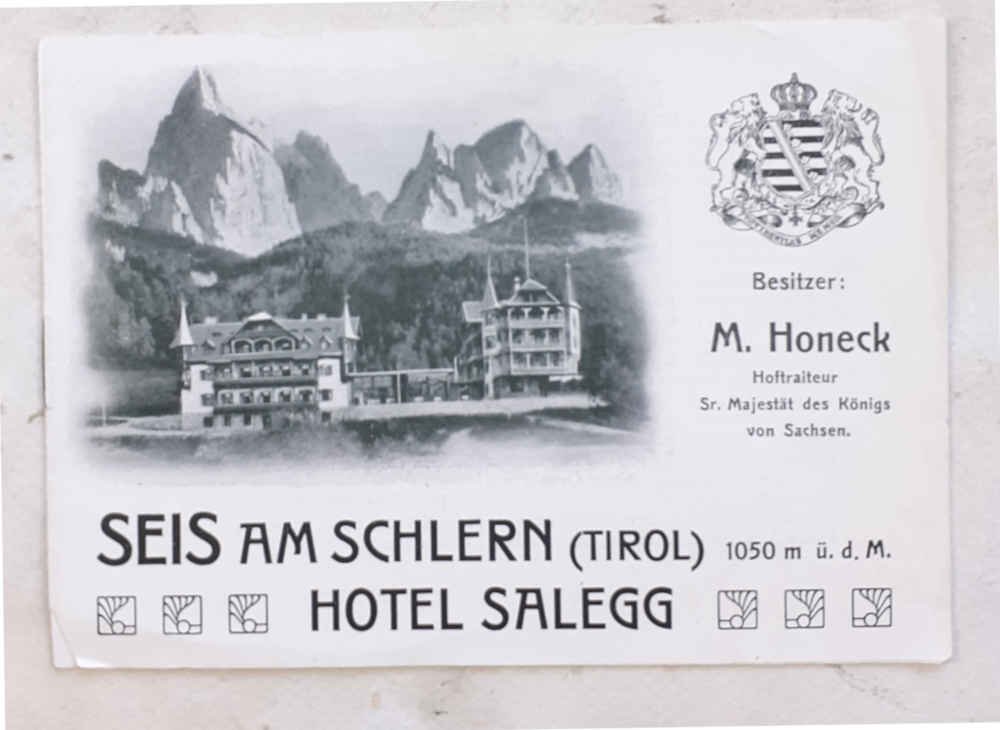 Besitzer:
M. Honeck
Hoftraiteur
Sr. Majestät des Königs
von Sachsen.
SEIS AM SCHLERN (TIROL) 1050 m ü. d. M.
HOTEL SALEGG